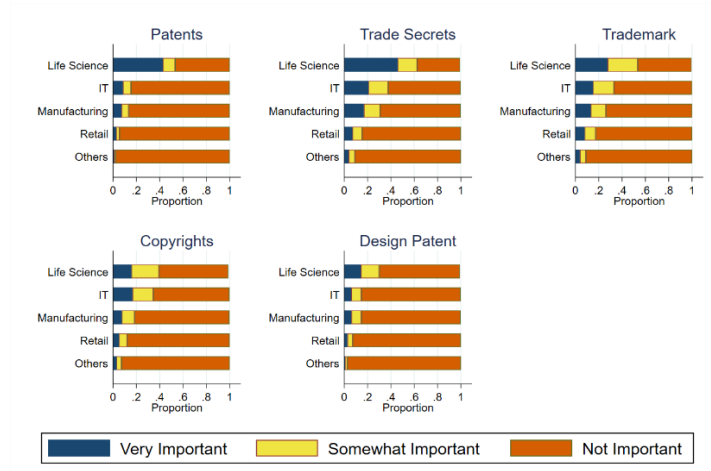 Patents
Life Science
IT
Manufacturing
Retail
Others
0 .2 .4 .6 .8 1
Proportion
Trade Secrets
Life Science
IT
Manufacturing
Retail
Others
0 .2 .4 .6 .8 1
Proportion
Trademark
Life Science
IT
Manufacturing
Retail
Others
0 .2 .4 .6 .8 1
Proportion
Copyrights
Life Science
IT
Manufacturing
Retail
Others
0 .2 .4 .6 .8 1
Proportion
Design Patent
Life Science
IT
Manufacturing
Retail
Others
0 .2 .4 .6 .8 1
Proportion
Very Important Somewhat Important Not Important